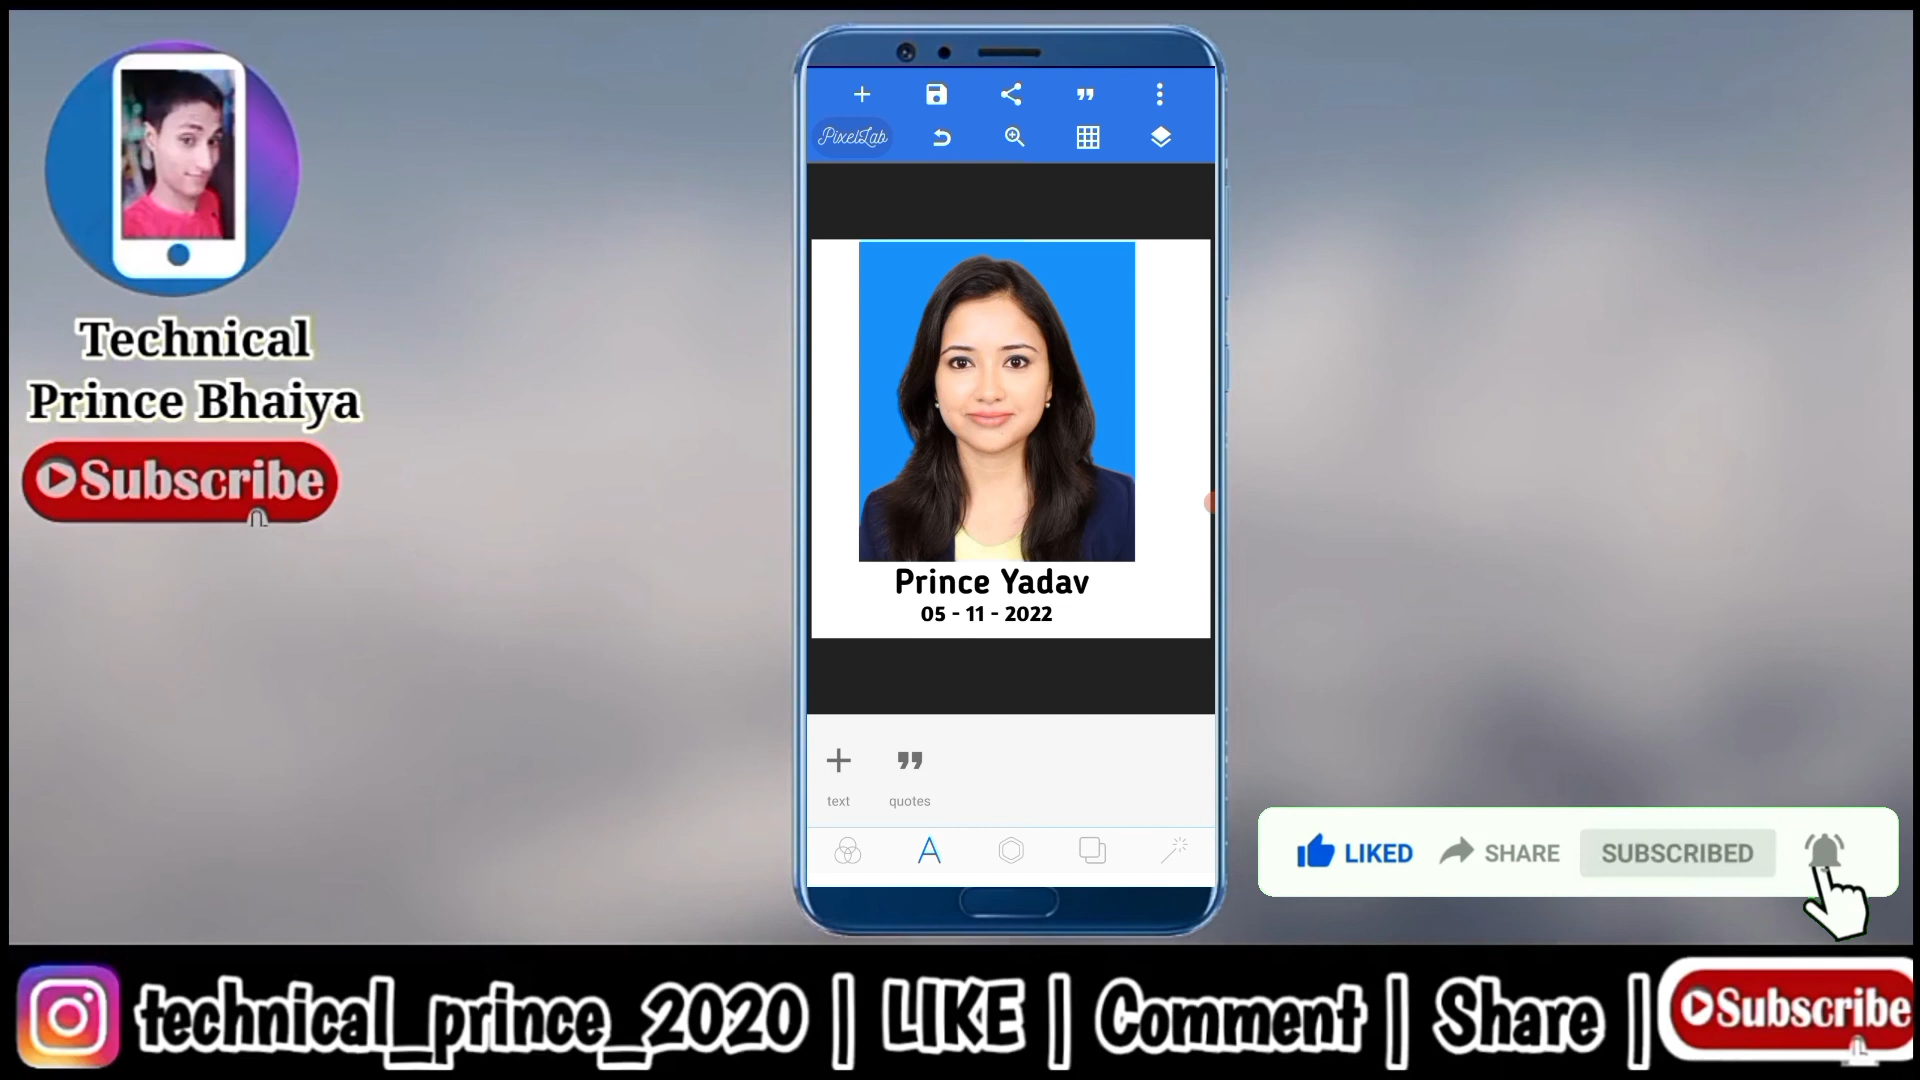 Technical
Prince Bhaiya
Subscribe
PixelLab
Prince Yadav
05 - 11 - 2022
text
quotes
LIKED
SHARE
SUBSCRIBED
technical_prince_2020 | LIKE | Comment | Share | Subscribe